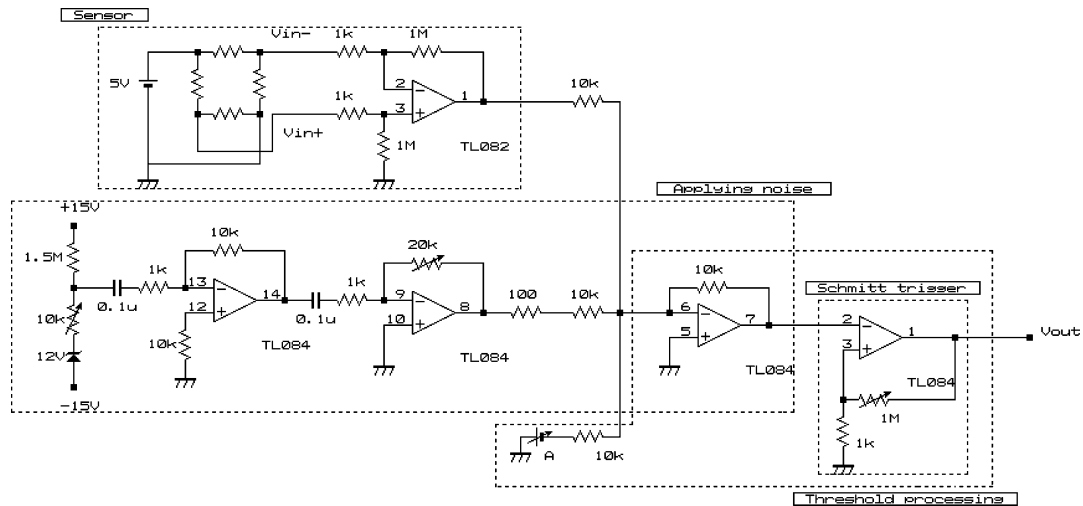 Sensor
Vin-
1k
1M
5V
2
1
3
1k
Vin+
1M
TL082
10k
Applying noise
+15V
1.5M
10k
12V
-15V
0.1u
1k
10k
13
12
14
10k
TL084
0.1u
1k
20k
9
10
8
TL084
100
10k
10k
6
5
7
TL084
Schmitt trigger
2
3
1
TL084
1M
1k
Vout
A
10k
Threshold processing